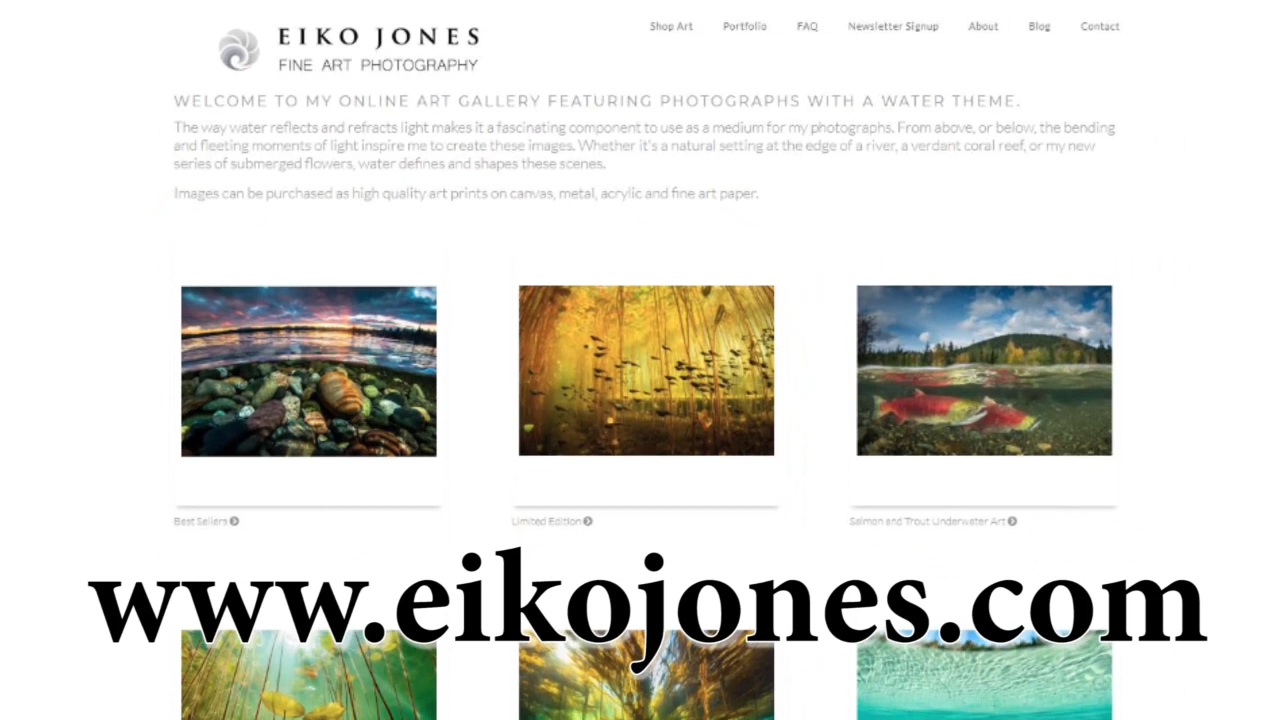 EIKO JONES
FINE ART PHOTOGRAPHY
Shop Art Portfolio FAQ Newsletter Signup About Blog Contact
WELCOME TO MY ONLINE ART GALLERY FEATURING PHOTOGRAPHS WITH A WATER THEME.
The way water reflects and refracts light makes it a fascinating component to use as a medium for my photographs. From above, or below, the bending
and fleeting moments of light inspire me to create these images. Whether it's a natural setting at the edge of a river, a verdant coral reef, or my new
series of submerged flowers, water defines and shapes these scenes.
Images can be purchased as high quality art prints on canvas, metal, acrylic and fine art paper.
Best Sellers
Limited Edition
Salmon and Trout Underwater Art
www.eikojones.com